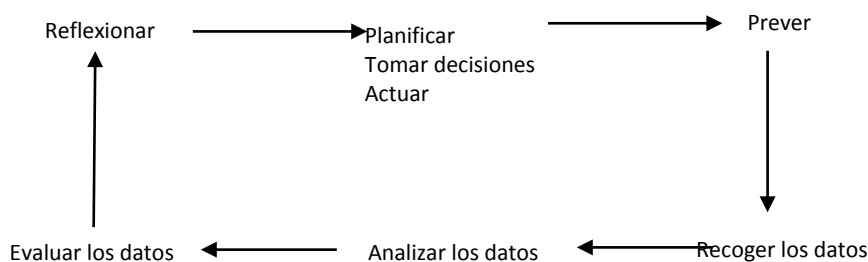 Reflexionar
Planificar
Tomar decisiones
Actuar
Prever
Evaluar los datos
Analizar los datos
Recoger los datos